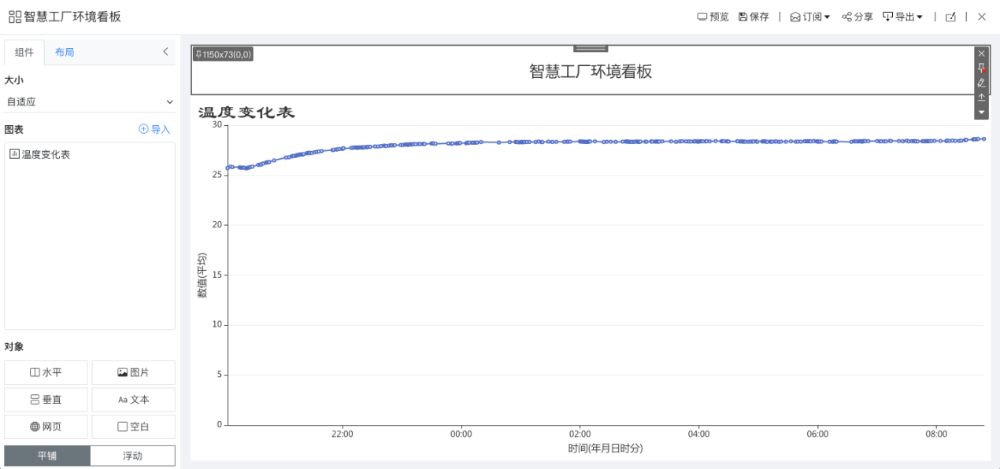 智慧工厂环境看板
预览 保存 | 订阅 分享 导出 | |
组件 布局
大小
自适应
图表 导入
温度变化表
对象
水平 图片
垂直 Aa 文本
网页 空白
平铺 浮动
1150x73(0,0)
智慧工厂环境看板
温度变化表
30
25
20
15
10
5
0
数值(平均)
22:00 00:00 02:00 04:00 06:00 08:00
时间(年月日时分)